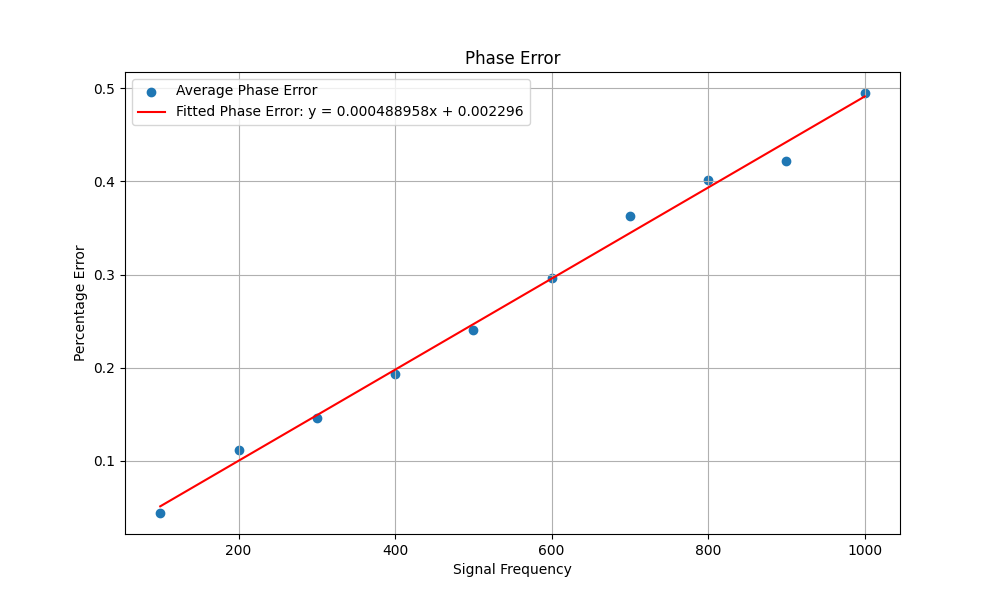 Phase Error
Average Phase Error
Fitted Phase Error: y = 0.000488958x + 0.002296
Percentage Error
0.5
0.4
0.3
0.2
0.1
200 400 600 800 1000
Signal Frequency